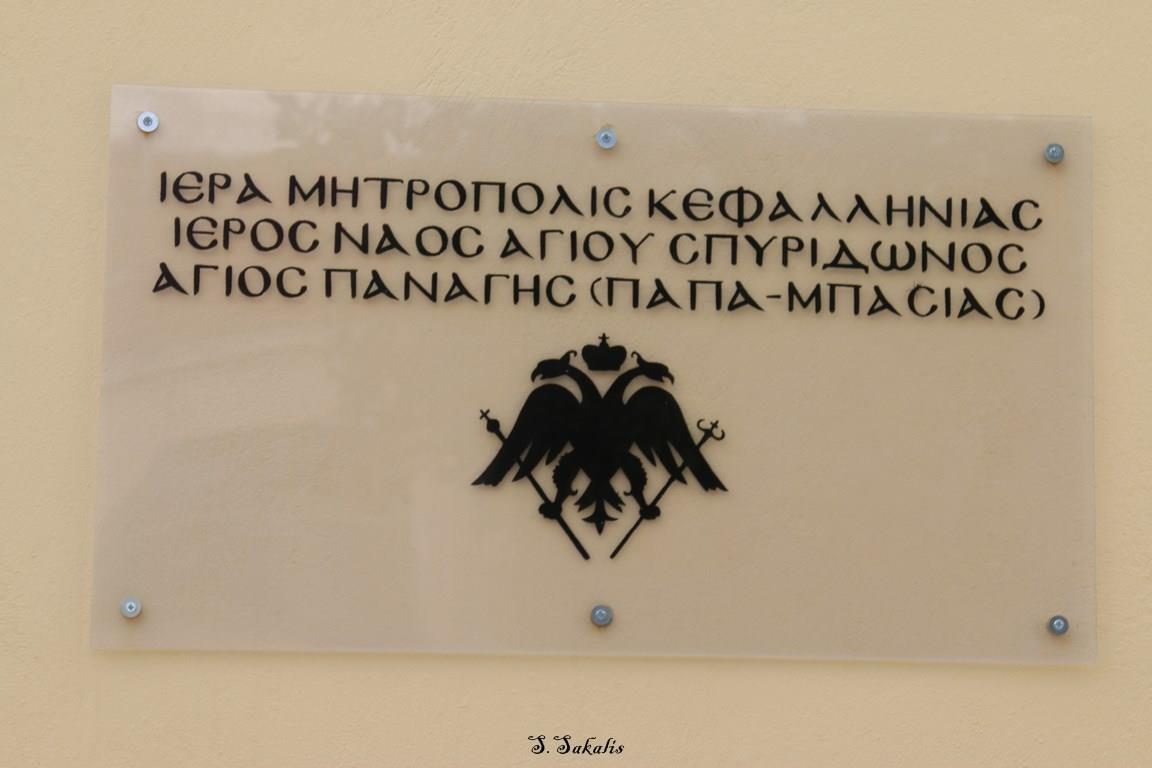 ΙΕΡΑ ΜΗΤΡΟΠΟΛΙΣ ΚΕΦΑΛΛΗΝΙΑΣ
ΙΕΡΟΣ ΝΑΟΣ ΑΓΙΟΥ ΣΠΥΡΙΔΩΝΟΣ
ΑΓΙΟΣ ΠΑΝΑΓΗΣ (ΠΑΠΑ-ΜΠΑΣΙΑΣ)
S.Sakalis